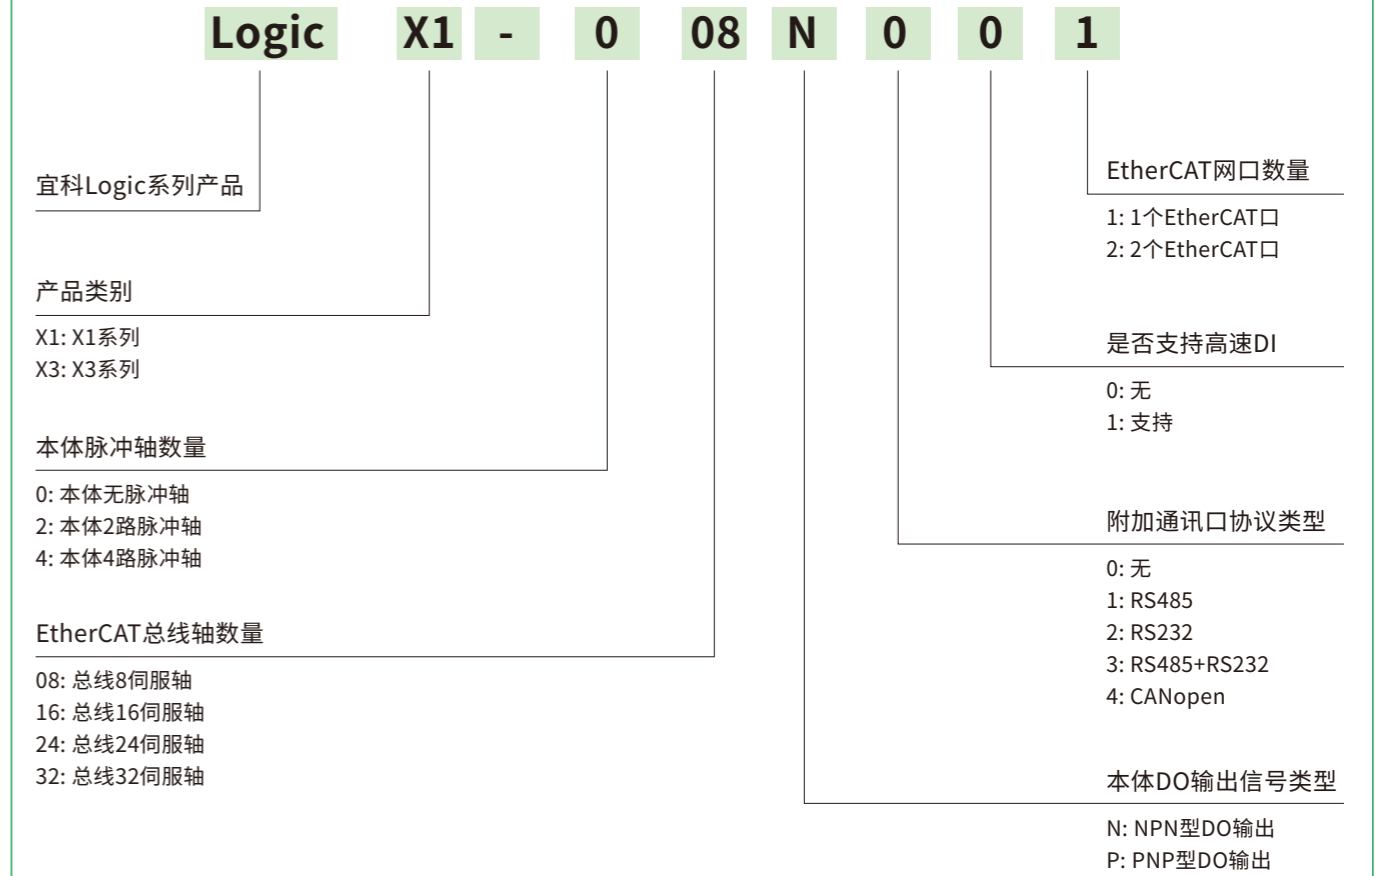 Logic X1 - 0 08 N 0 0 1
宜科Logic系列产品
产品类别
X1: X1系列
X3: X3系列
本体脉冲轴数量
0: 本体无脉冲轴
2: 本体2路脉冲轴
4: 本体4路脉冲轴
EtherCAT总线轴数量
08: 总线8伺服轴
16: 总线16伺服轴
24: 总线24伺服轴
32: 总线32伺服轴
EtherCAT网口数量
1: 1个EtherCAT口
2: 2个EtherCAT口
是否支持高速DI
0: 无
1: 支持
附加通讯口协议类型
0: 无
1: RS485
2: RS232
3: RS485+RS232
4: CANopen
本体DO输出信号类型
N: NPN型DO输出
P: PNP型DO输出